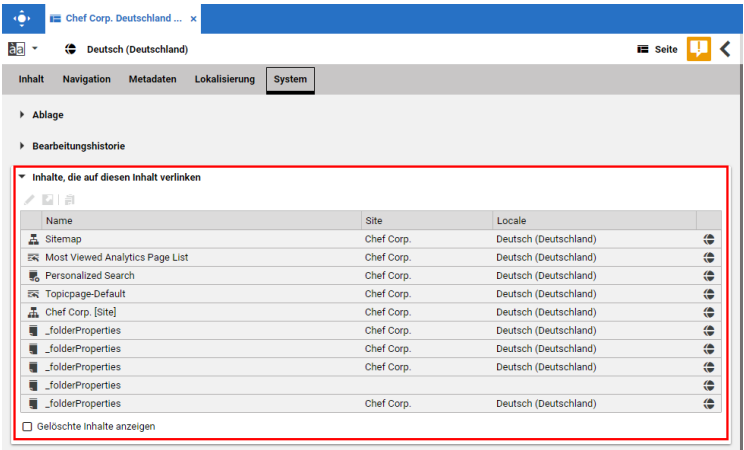 Chef Corp. Deutschland ... ×
àa Deutsch (Deutschland) Seite
Inhalt Navigation Metadaten Lokalisierung System
Ablage
Bearbeitungshistorie
Inhalte, die auf diesen Inhalt verlinken
Name Site Locale
Sitemap Chef Corp. Deutsch (Deutschland)
Most Viewed Analytics Page List Chef Corp. Deutsch (Deutschland)
Personalized Search Chef Corp. Deutsch (Deutschland)
Topicpage-Default Chef Corp. Deutsch (Deutschland)
Chef Corp. [Site] Chef Corp. Deutsch (Deutschland)
_folderProperties Chef Corp. Deutsch (Deutschland)
_folderProperties Chef Corp. Deutsch (Deutschland)
_folderProperties Chef Corp. Deutsch (Deutschland)
_folderProperties
_folderProperties Chef Corp. Deutsch (Deutschland)
Gelöschte Inhalte anzeigen